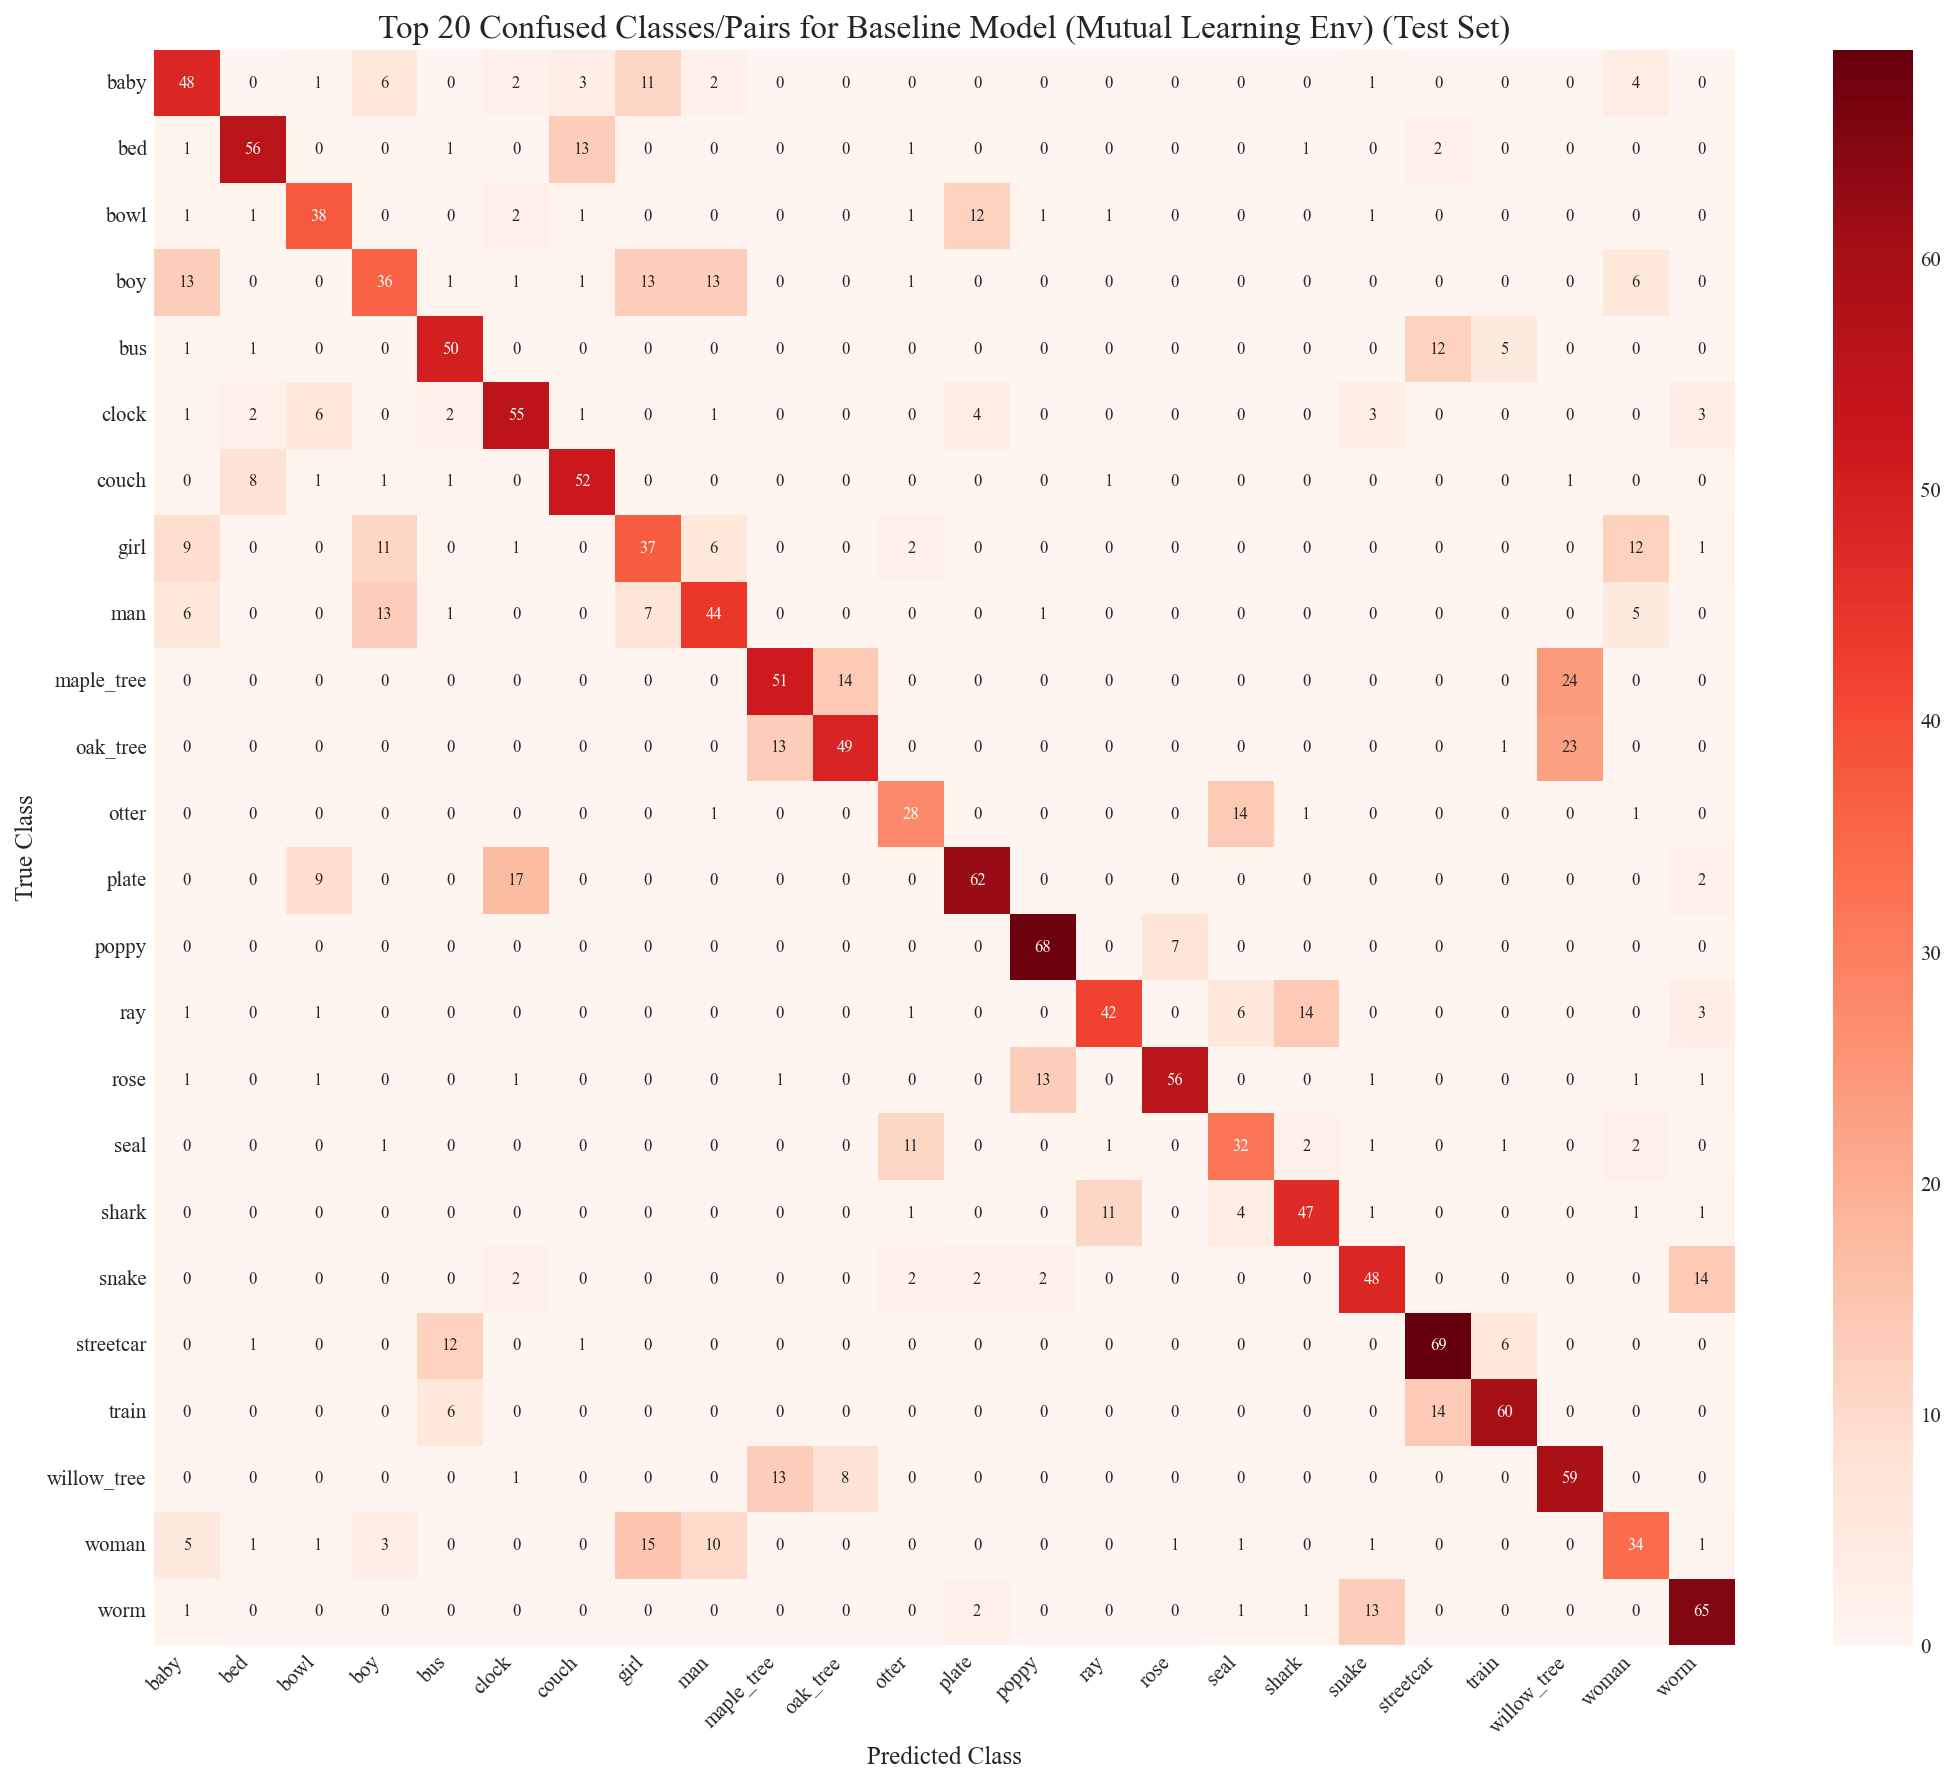 Top 20 Confused Classes/Pairs for Baseline Model (Mutual Learning Env) (Test Set)
baby 48 0 1 6 0 2 3 11 2 0 0 0 0 0 0 0 0 0 1 0 0 0 4 0
bed 1 56 0 0 1 0 13 0 0 0 0 1 0 0 0 0 0 1 0 2 0 0 0 0
bowl 1 1 38 0 0 2 1 0 0 0 0 1 12 1 1 0 0 0 1 0 0 0 0 0
boy 13 0 0 36 1 1 1 13 13 0 0 1 0 0 0 0 0 0 0 0 0 0 6 0
bus 1 1 0 0 50 0 0 0 0 0 0 0 0 0 0 0 0 0 0 12 5 0 0 0
clock 1 2 6 0 2 55 1 0 1 0 0 0 4 0 0 0 0 0 3 0 0 0 0 3
couch 0 8 1 1 1 0 52 0 0 0 0 0 0 0 1 0 0 0 0 0 0 1 0 0
girl 9 0 0 11 0 1 0 37 6 0 0 2 0 0 0 0 0 0 0 0 0 0 12 1
man 6 0 0 13 1 0 0 7 44 0 0 0 0 1 0 0 0 0 0 0 0 0 5 0
maple_tree 0 0 0 0 0 0 0 0 0 51 14 0 0 0 0 0 0 0 0 0 0 24 0 0
oak_tree 0 0 0 0 0 0 0 0 0 13 49 0 0 0 0 0 0 0 0 0 1 23 0 0
otter 0 0 0 0 0 0 0 0 1 0 0 28 0 0 0 0 14 1 0 0 0 0 1 0
plate 0 0 9 0 0 17 0 0 0 0 0 0 62 0 0 0 0 0 0 0 0 0 0 2
poppy 0 0 0 0 0 0 0 0 0 0 0 0 0 68 0 7 0 0 0 0 0 0 0 0
ray 1 0 1 0 0 0 0 0 0 0 0 1 0 0 42 0 6 14 0 0 0 0 0 3
rose 1 0 1 0 0 1 0 0 0 1 0 0 0 13 0 56 0 0 1 0 0 0 1 1
seal 0 0 0 1 0 0 0 0 0 0 0 11 0 0 1 0 32 2 1 0 1 0 2 0
shark 0 0 0 0 0 0 0 0 0 0 0 1 0 0 11 0 4 47 1 0 0 0 1 1
snake 0 0 0 0 0 2 0 0 0 0 0 2 2 2 0 0 0 0 48 0 0 0 0 14
streetcar 0 1 0 0 12 0 1 0 0 0 0 0 0 0 0 0 0 0 0 69 6 0 0 0
train 0 0 0 0 6 0 0 0 0 0 0 0 0 0 0 0 0 0 0 14 60 0 0 0
willow_tree 0 0 0 0 0 1 0 0 0 13 8 0 0 0 0 0 0 0 0 0 0 59 0 0
woman 5 1 1 3 0 0 0 15 10 0 0 0 0 0 0 1 1 0 1 0 0 0 34 1
worm 1 0 0 0 0 0 0 0 0 0 0 0 2 0 0 0 1 1 13 0 0 0 0 65
baby bed bowl boy bus clock couch girl man maple_tree oak_tree otter plate poppy ray rose seal shark snake streetcar train willow_tree woman worm
Predicted Class
True Class
60
50
40
30
20
10
0